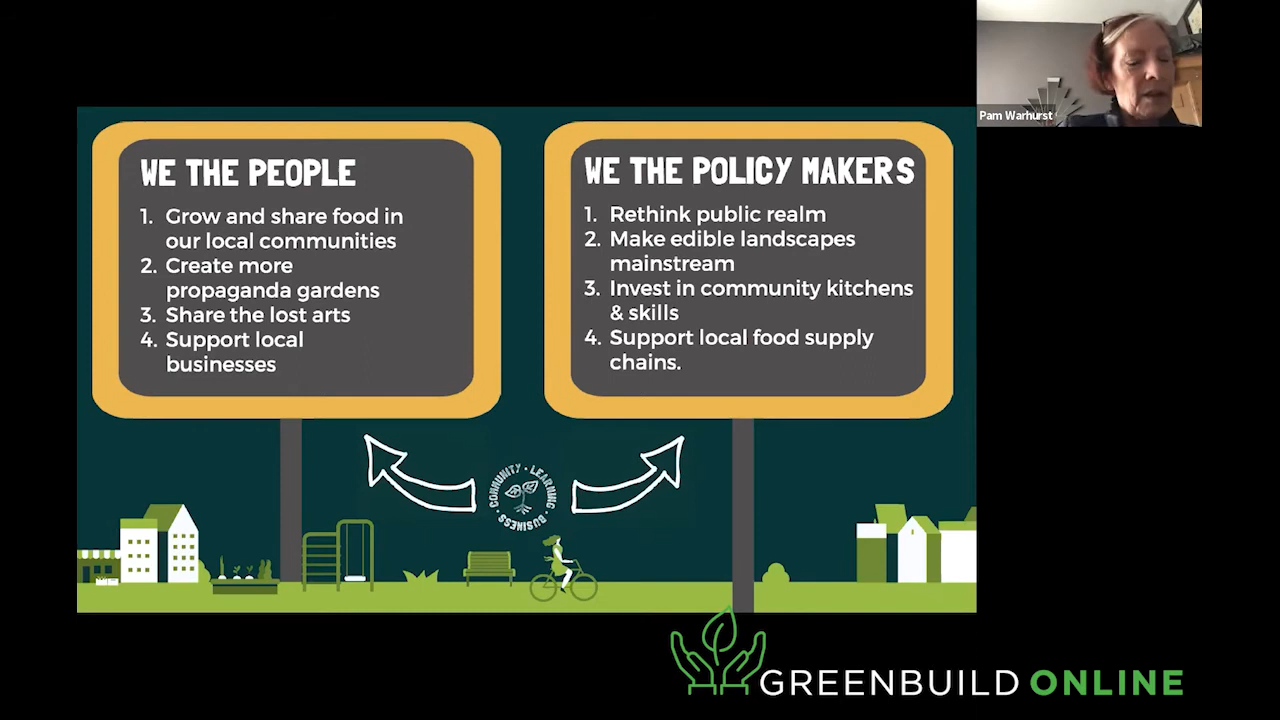 Pam Warhurst
WE THE PEOPLE
1. Grow and share food in
our local communities
2. Create more
propaganda gardens
3. Share the lost arts
4. Support local
businesses
WE THE POLICY MAKERS
1. Rethink public realm
2. Make edible landscapes
mainstream
3. Invest in community kitchens
& skills
4. Support local food supply
chains.
COMMUNITY · LEARNING · BUSINESS ·
GREENBUILD ONLINE